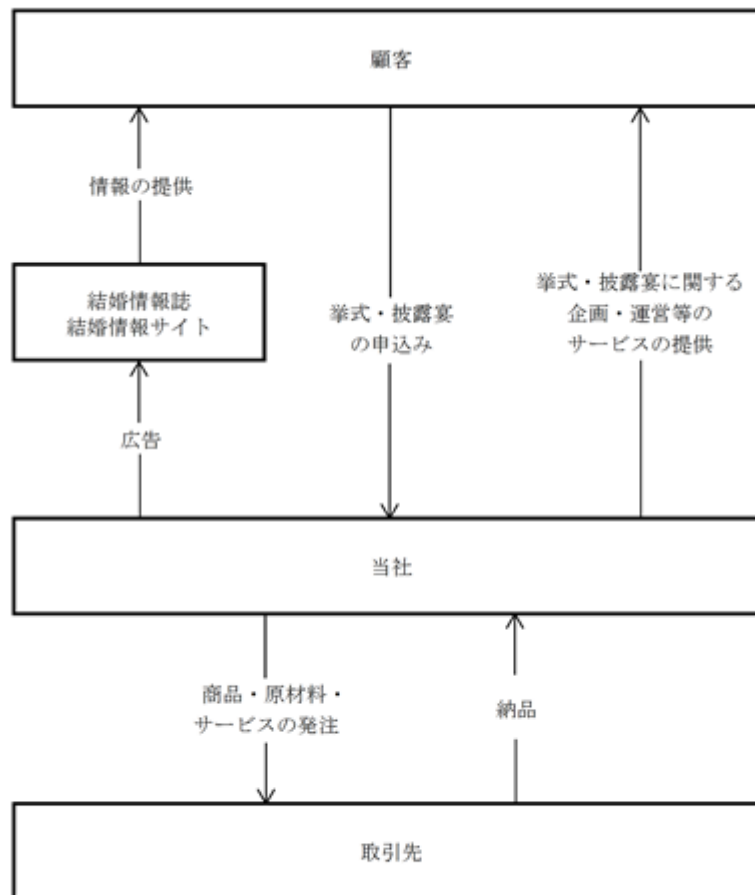 顧客
情報の提供
結婚情報誌
結婚情報サイト
挙式・披露宴
の申込み
挙式・披露宴に関する
企画・運営等の
サービスの提供
広告
当社
商品・原材料・
サービスの発注
納品
取引先